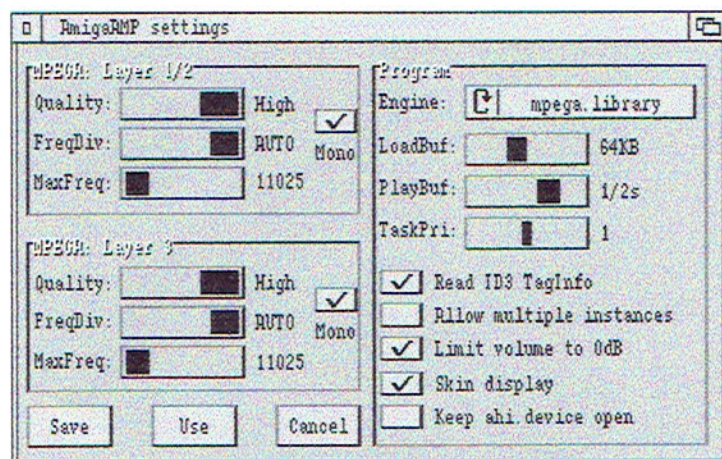 AmigaAMP settings
MPEGA: Layer 1/2
Quality: High
FreqDiv: AUTO
Mono
MaxFreq: 11025
MPEGA: Layer 3
Quality: High
FreqDiv: AUTO
Mono
MaxFreq: 11025
Save Use Cancel
Program
Engine: mpega.library
LoadBuf: 64KB
PlayBuf: 1/2s
TaskPri: 1
Read ID3 TagInfo
Allow multiple instances
Limit volume to 0dB
Skin display
Keep ahi.device open